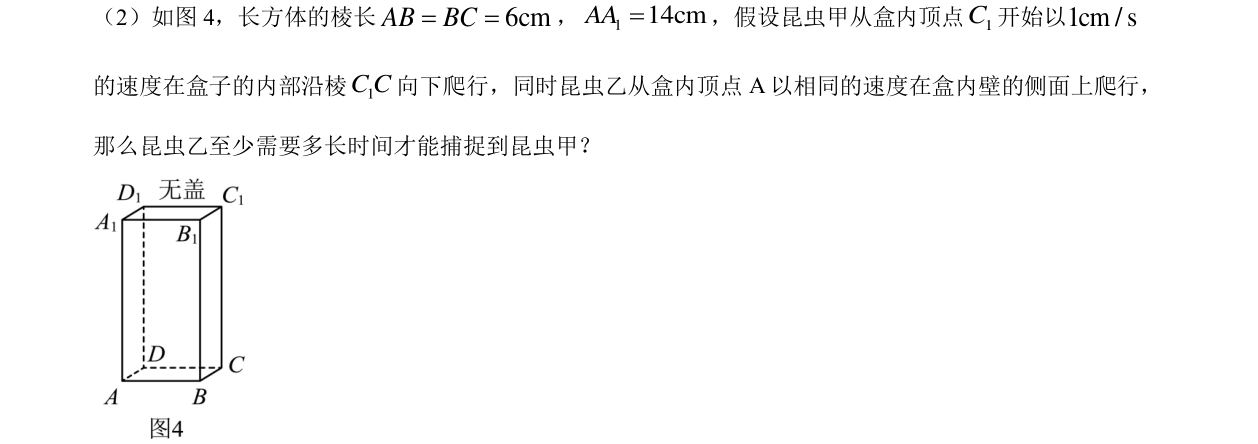 （2）如图 4，长方体的棱长 AB = BC = 6cm ， AA₁ =14cm ，假设昆虫甲从盒内顶点 C₁ 开始以1cm / s
的速度在盒子的内部沿棱 C₁C 向下爬行，同时昆虫乙从盒内顶点 A 以相同的速度在盒内壁的侧面上爬行，
那么昆虫乙至少需要多长时间才能捕捉到昆虫甲？
D₁ 无盖 C₁
A₁ B₁
D C
A B
图4